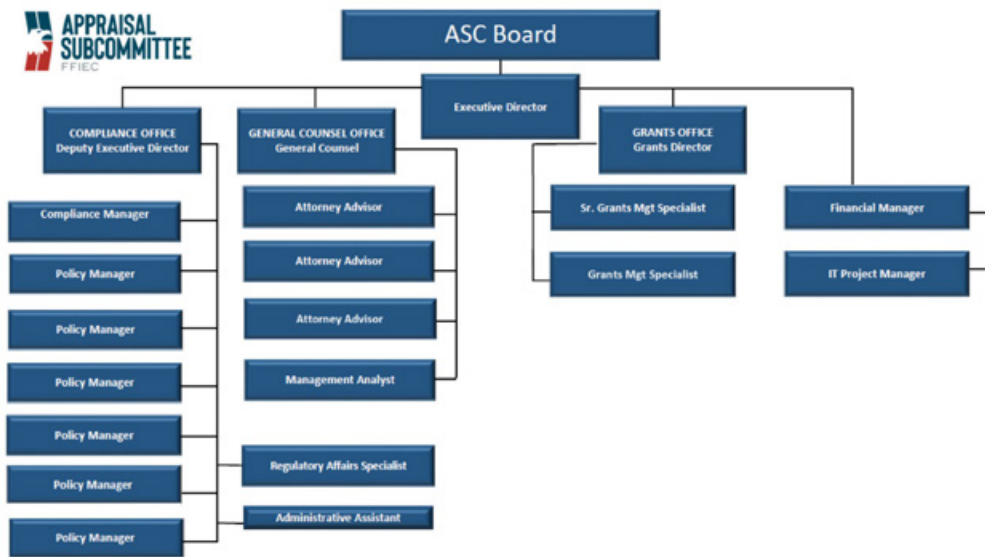 APPRAISAL
SUBCOMMITTEE
FFIEC
ASC Board
Executive Director
COMPLIANCE OFFICE
Deputy Executive Director
GENERAL COUNSEL OFFICE
General Counsel
GRANTS OFFICE
Grants Director
Compliance Manager
Policy Manager
Policy Manager
Policy Manager
Policy Manager
Policy Manager
Policy Manager
Attorney Advisor
Attorney Advisor
Attorney Advisor
Management Analyst
Regulatory Affairs Specialist
Administrative Assistant
Sr. Grants Mgt Specialist
Grants Mgt Specialist
Financial Manager
IT Project Manager